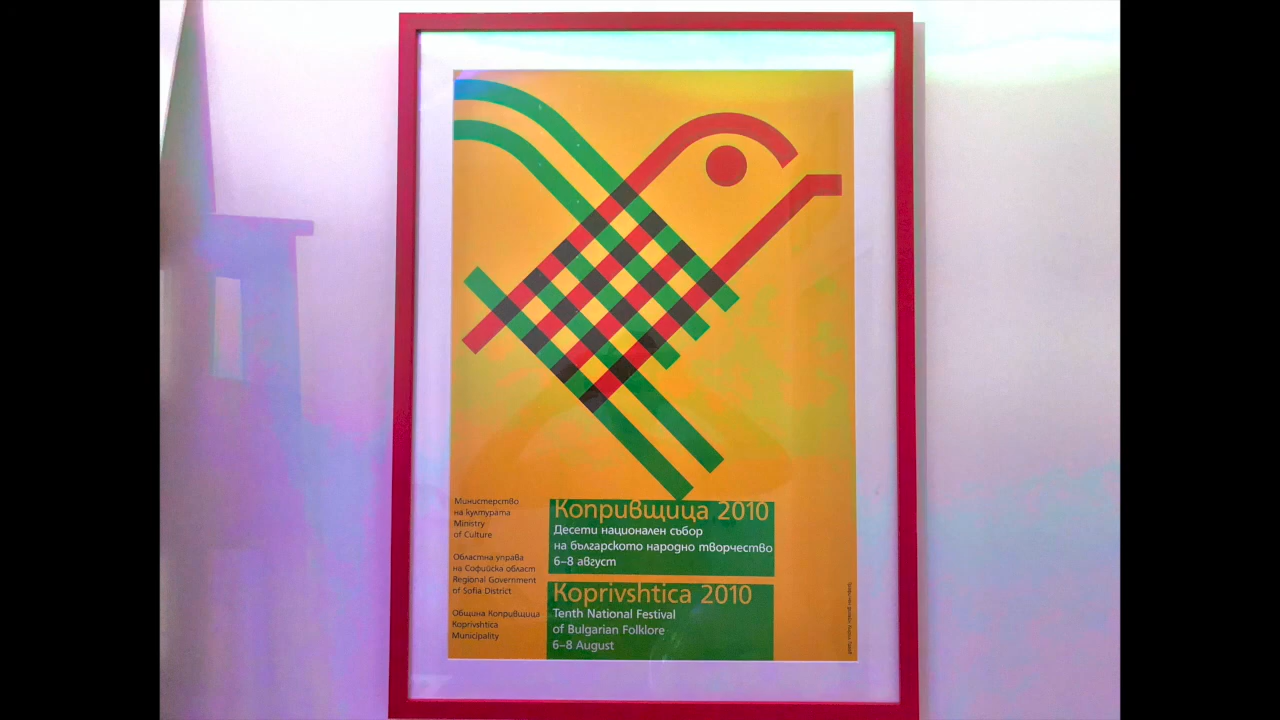 Министерство
на културата
Ministry
of Culture
Областна управа
на Софийска област
Regional Government
of Sofia District
Община Копривщица
Koprivshtica
Municipality
Копривщица 2010
Десети национален събор
на българското народно творчество
6–8 август
Koprivshtica 2010
Tenth National Festival
of Bulgarian Folklore
6–8 August